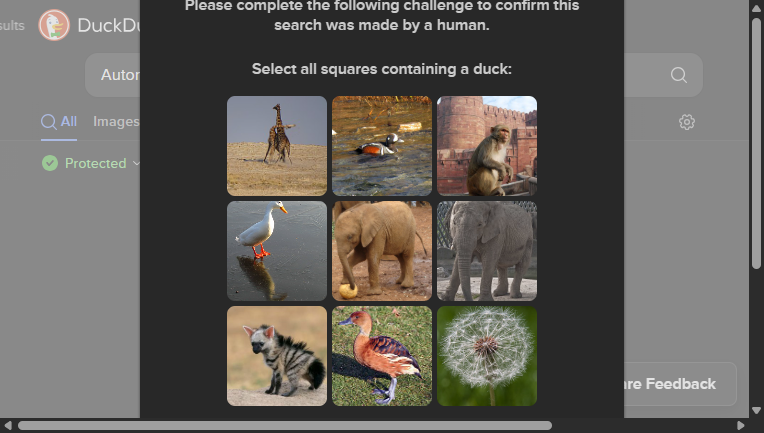 Please complete the following challenge to confirm this
sults DuckDu
search was made by a human.
Select all squares containing a duck:
Autor
All Images
Protected
are Feedback